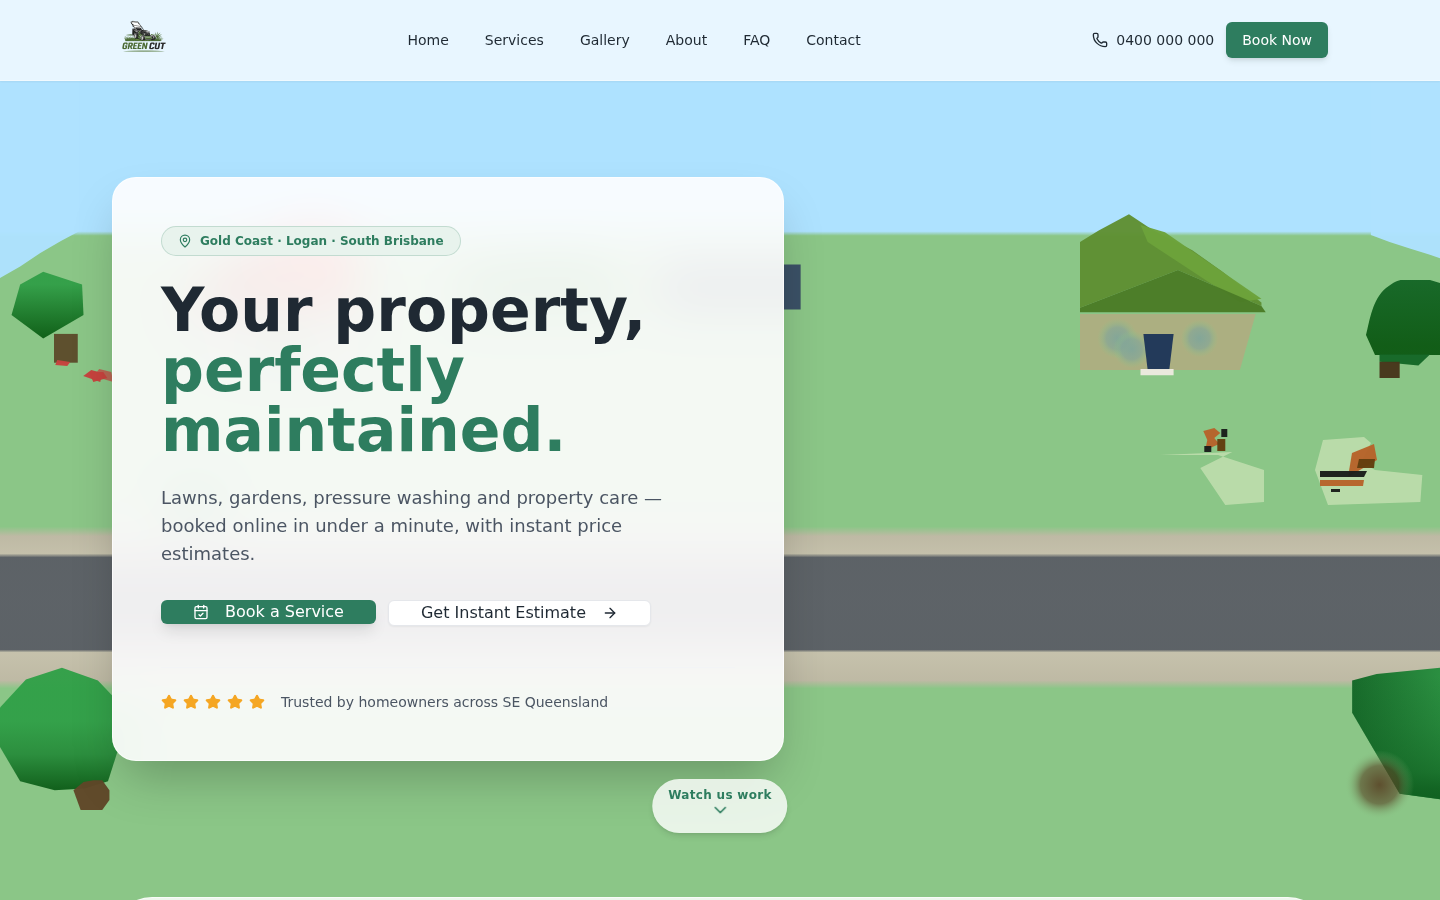 GREEN CUT
Home
Services
Gallery
About
FAQ
Contact
0400 000 000
Book Now
Gold Coast · Logan · South Brisbane
Your property,
perfectly
maintained.
Lawns, gardens, pressure washing and property care —
booked online in under a minute, with instant price
estimates.
Book a Service
Get Instant Estimate
Trusted by homeowners across SE Queensland
Watch us work